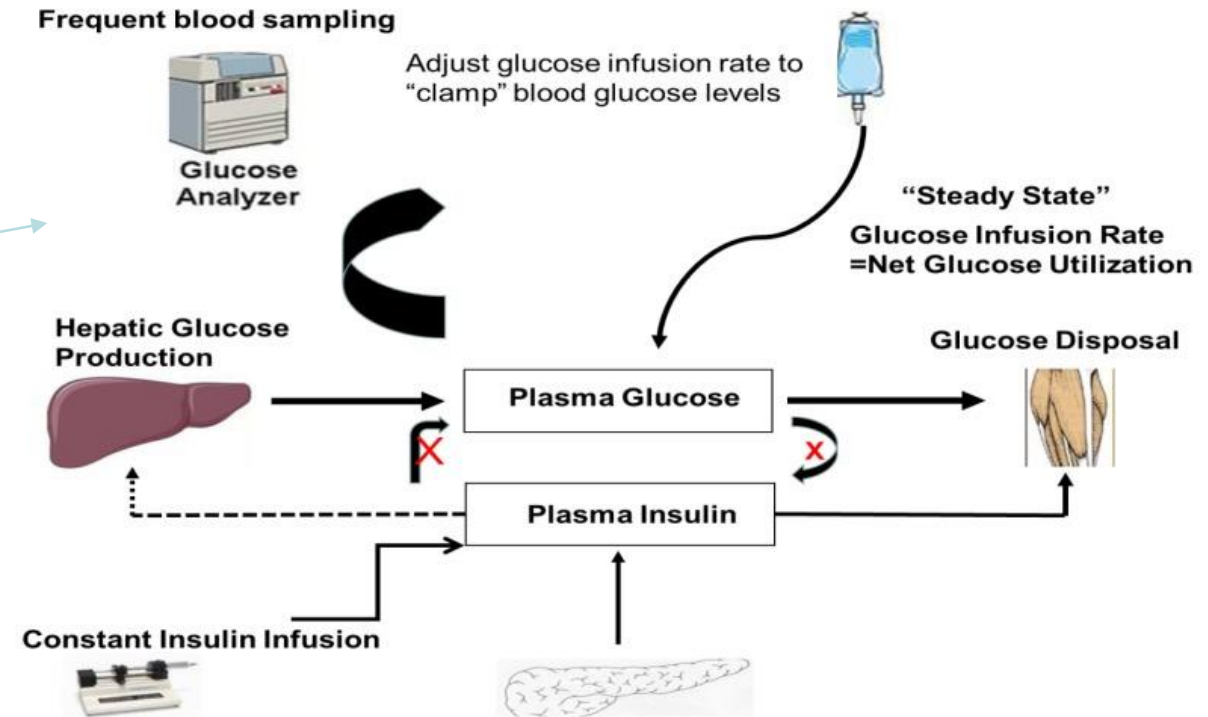 Frequent blood sampling
Adjust glucose infusion rate to
“clamp” blood glucose levels
Glucose
Analyzer
“Steady State”
Glucose Infusion Rate
=Net Glucose Utilization
Hepatic Glucose
Production
Glucose Disposal
Plasma Glucose
X
x
Plasma Insulin
Constant Insulin Infusion